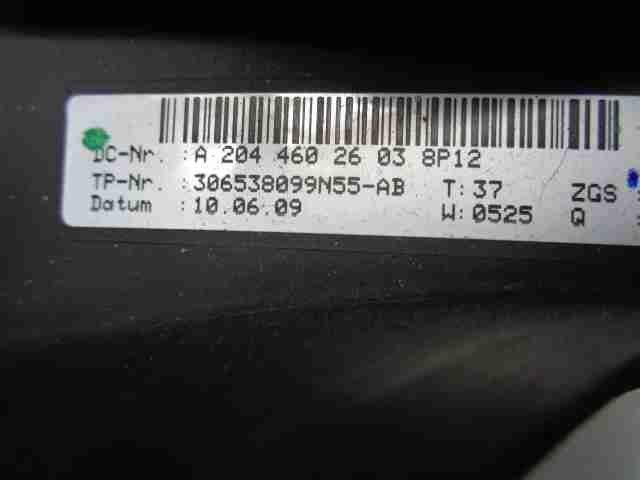 DC-Nr. : A 204 460 26 03 8P12
TP-Nr. : 306538099N55-AB T: 37 ZGS
Datum : 10.06.09 W: 0525 Q